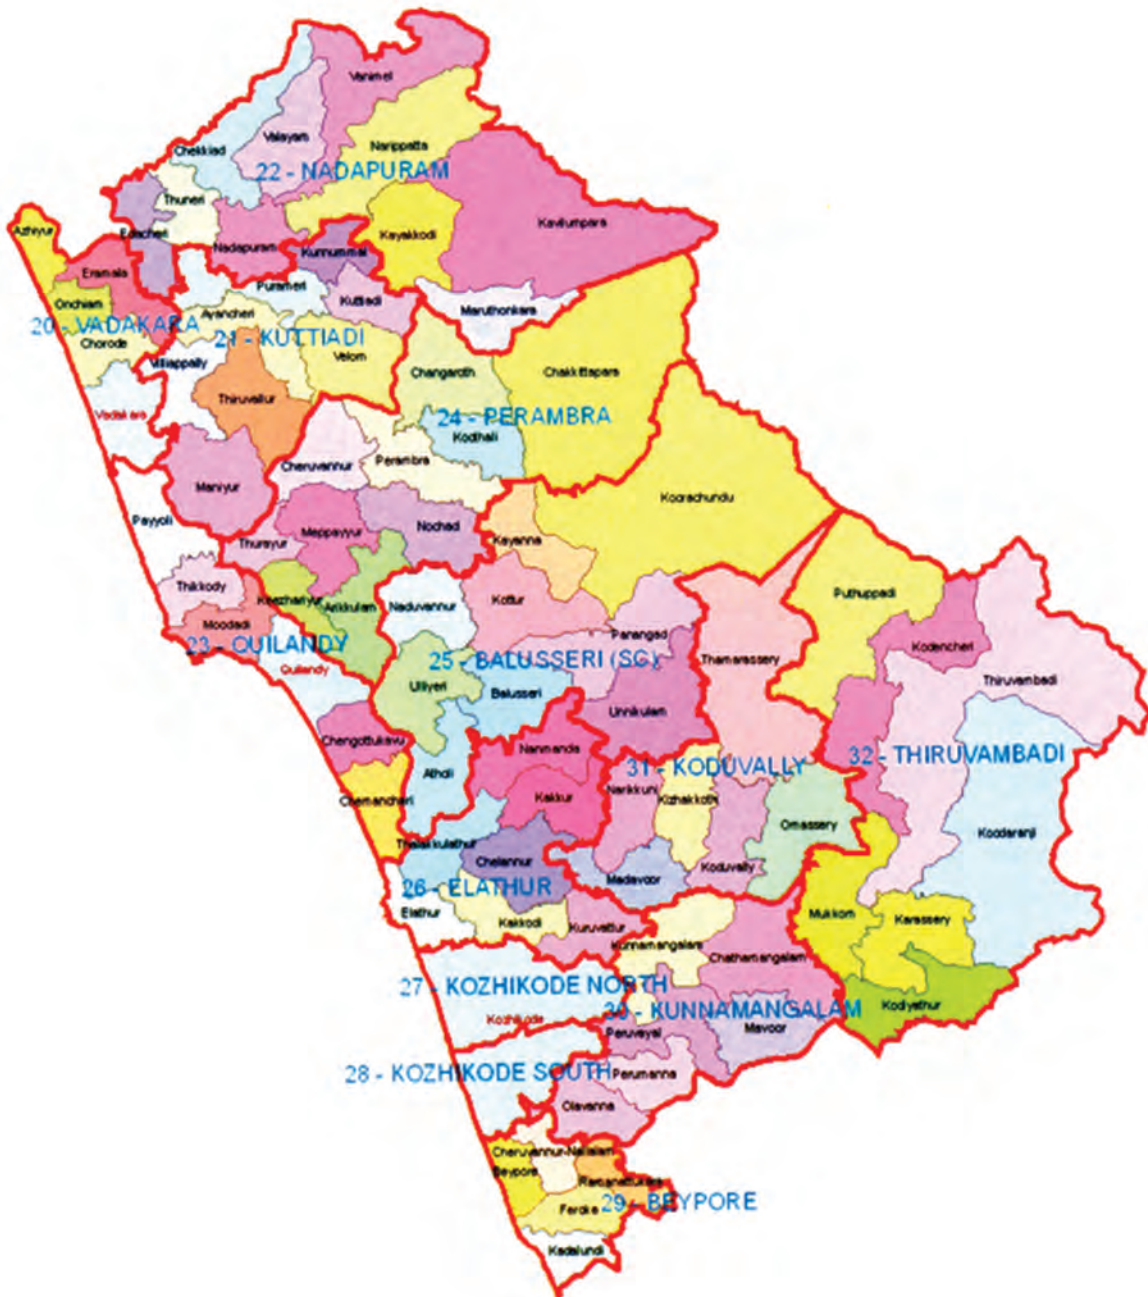 Vanimel
Valayam
Chekkiad
Narippatta
22 - NADAPURAM
Thuneri
Kavilumpara
Azhiyur
Edacheri
Kayakkodi
Nadapuram
Kunnummal
Eramala
Purameri
Kuttiadi
Maruthonkara
Onchiam
Ayancheri
20 - VADAKARA
21 - KUTTIADI
Chorode
Velom
Villiappally
Changaroth
Chakkittapara
Thiruvallur
Vadakara
24 - PERAMBRA
Kodhali
Perambra
Cheruvannur
Maniyur
Koorachundu
Payyoli
Meppayyur
Nochad
Thurayur
Kayanna
Thikkody
Puthuppadi
Keezhariyur
Arikkulam
Naduvannur
Kottur
Moodadi
Panangad
23 - QUILANDY
Kodencheri
25 - BALUSSERI (SC)
Thamarassery
Quilandy
Thiruvambadi
Ulliyeri
Balusseri
Unnikulam
Chengottukavu
Nanmanda
32 - THIRUVAMBADI
31 - KODUVALLY
Atholi
Narikkuni
Kakkur
Kizhakkoth
Chemancheri
Omassery
Koodaranji
Thalakkulathur
Chelannur
Koduvally
Madavoor
26 - ELATHUR
Elathur
Mukkom
Karassery
Kakkodi
Kuruvattur
Kunnamangalam
Chathamangalam
27 - KOZHIKODE NORTH
Kodiyathur
30 - KUNNAMANGALAM
Kozhikode
Mavoor
Peruvayal
28 - KOZHIKODE SOUTH
Perumanna
Olavanna
Cheruvannur-Nallalam
Beypore
Ramanattukara
29 - BEYPORE
Feroke
Kadalundi